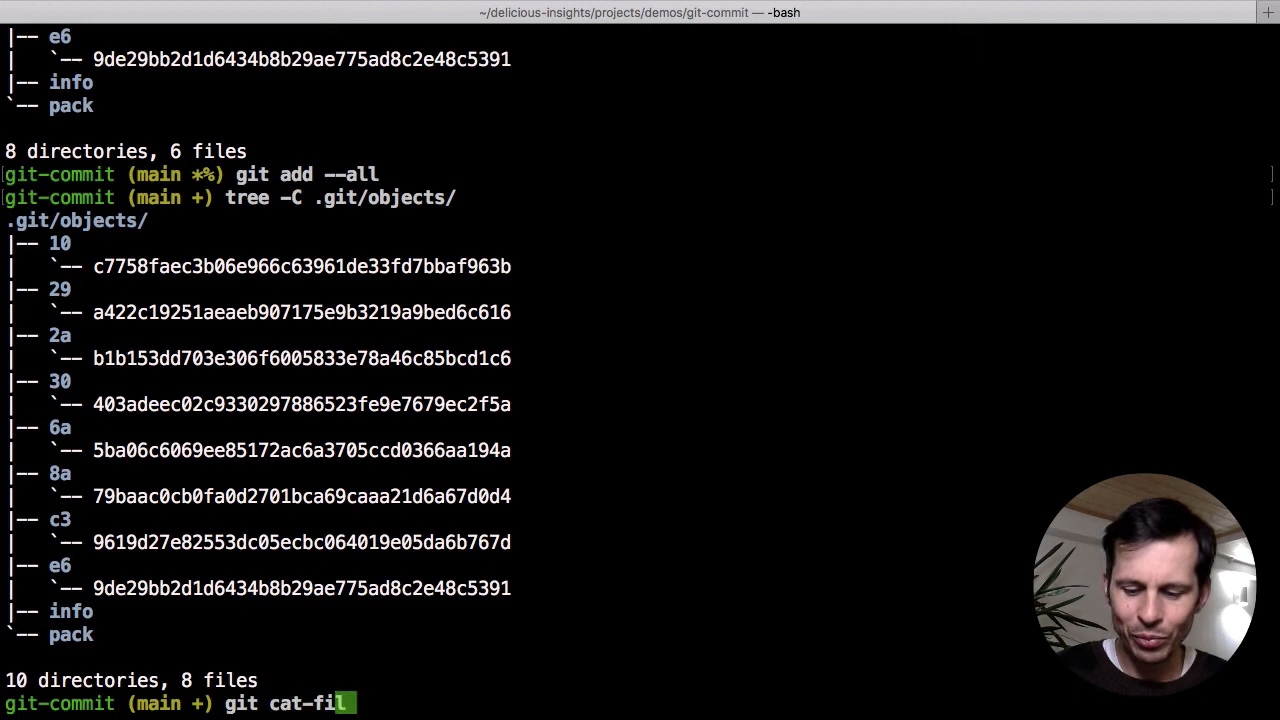 ~/delicious-insights/projects/demos/git-commit — -bash
|-- e6
|   `-- 9de29bb2d1d6434b8b29ae775ad8c2e48c5391
|-- info
`-- pack
8 directories, 6 files
git-commit (main *%) git add --all
git-commit (main +) tree -C .git/objects/
.git/objects/
|-- 10
|   `-- c7758faec3b06e966c63961de33fd7bbaf963b
|-- 29
|   `-- a422c19251aeaeb907175e9b3219a9bed6c616
|-- 2a
|   `-- b1b153dd703e306f6005833e78a46c85bcd1c6
|-- 30
|   `-- 403adeec02c9330297886523fe9e7679ec2f5a
|-- 6a
|   `-- 5ba06c6069ee85172ac6a3705ccd0366aa194a
|-- 8a
|   `-- 79baac0cb0fa0d2701bca69caaa21d6a67d0d4
|-- c3
|   `-- 9619d27e82553dc05ecbc064019e05da6b767d
|-- e6
|   `-- 9de29bb2d1d6434b8b29ae775ad8c2e48c5391
|-- info
`-- pack
10 directories, 8 files
git-commit (main +) git cat-fil